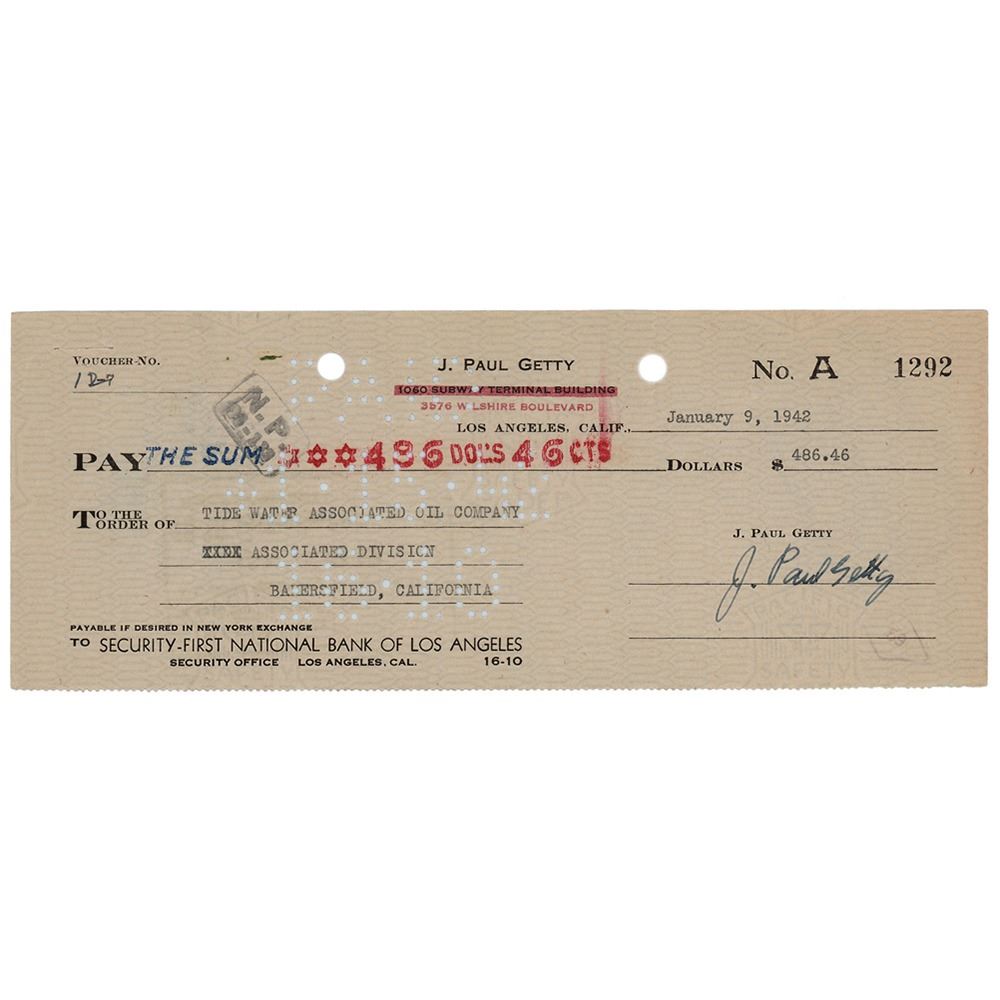 VOUCHER-NO.
J. PAUL GETTY
No. A 1292
1060 SUBWAY TERMINAL BUILDING
3576 WILSHIRE BOULEVARD
LOS ANGELES, CALIF.,
January 9, 1942
PAY THE SUM 486 DOLS 46 CTS
DOLLARS $ 486.46
TO THE
ORDER OF
TIDE WATER ASSOCIATED OIL COMPANY
XXXX ASSOCIATED DIVISION
BAKERSFIELD, CALIFORNIA
J. PAUL GETTY
J. Paul Getty
PAYABLE IF DESIRED IN NEW YORK EXCHANGE
TO SECURITY-FIRST NATIONAL BANK OF LOS ANGELES
SECURITY OFFICE LOS ANGELES, CAL. 16-10